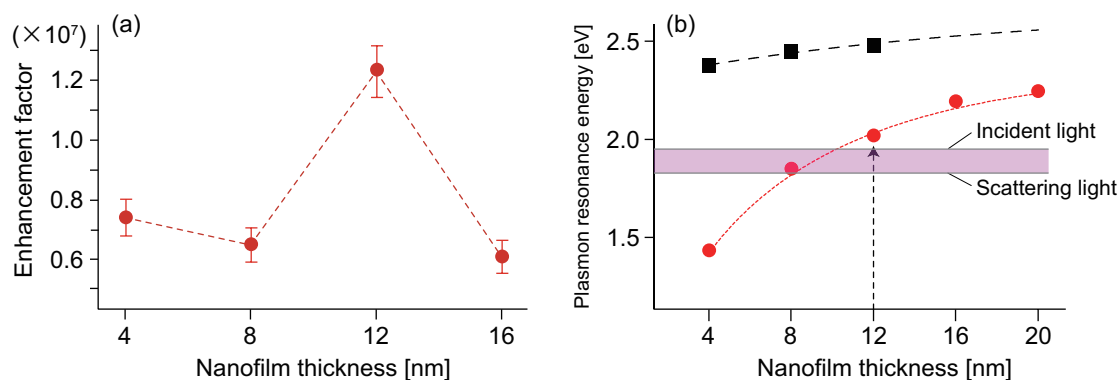 (×10⁷)
(a)
Enhancement factor
1.2
1.0
0.8
0.6
4 8 12 16
Nanofilm thickness [nm]
(b)
Plasmon resonance energy [eV]
2.5
2.0
1.5
Incident light
Scattering light
4 8 12 16 20
Nanofilm thickness [nm]